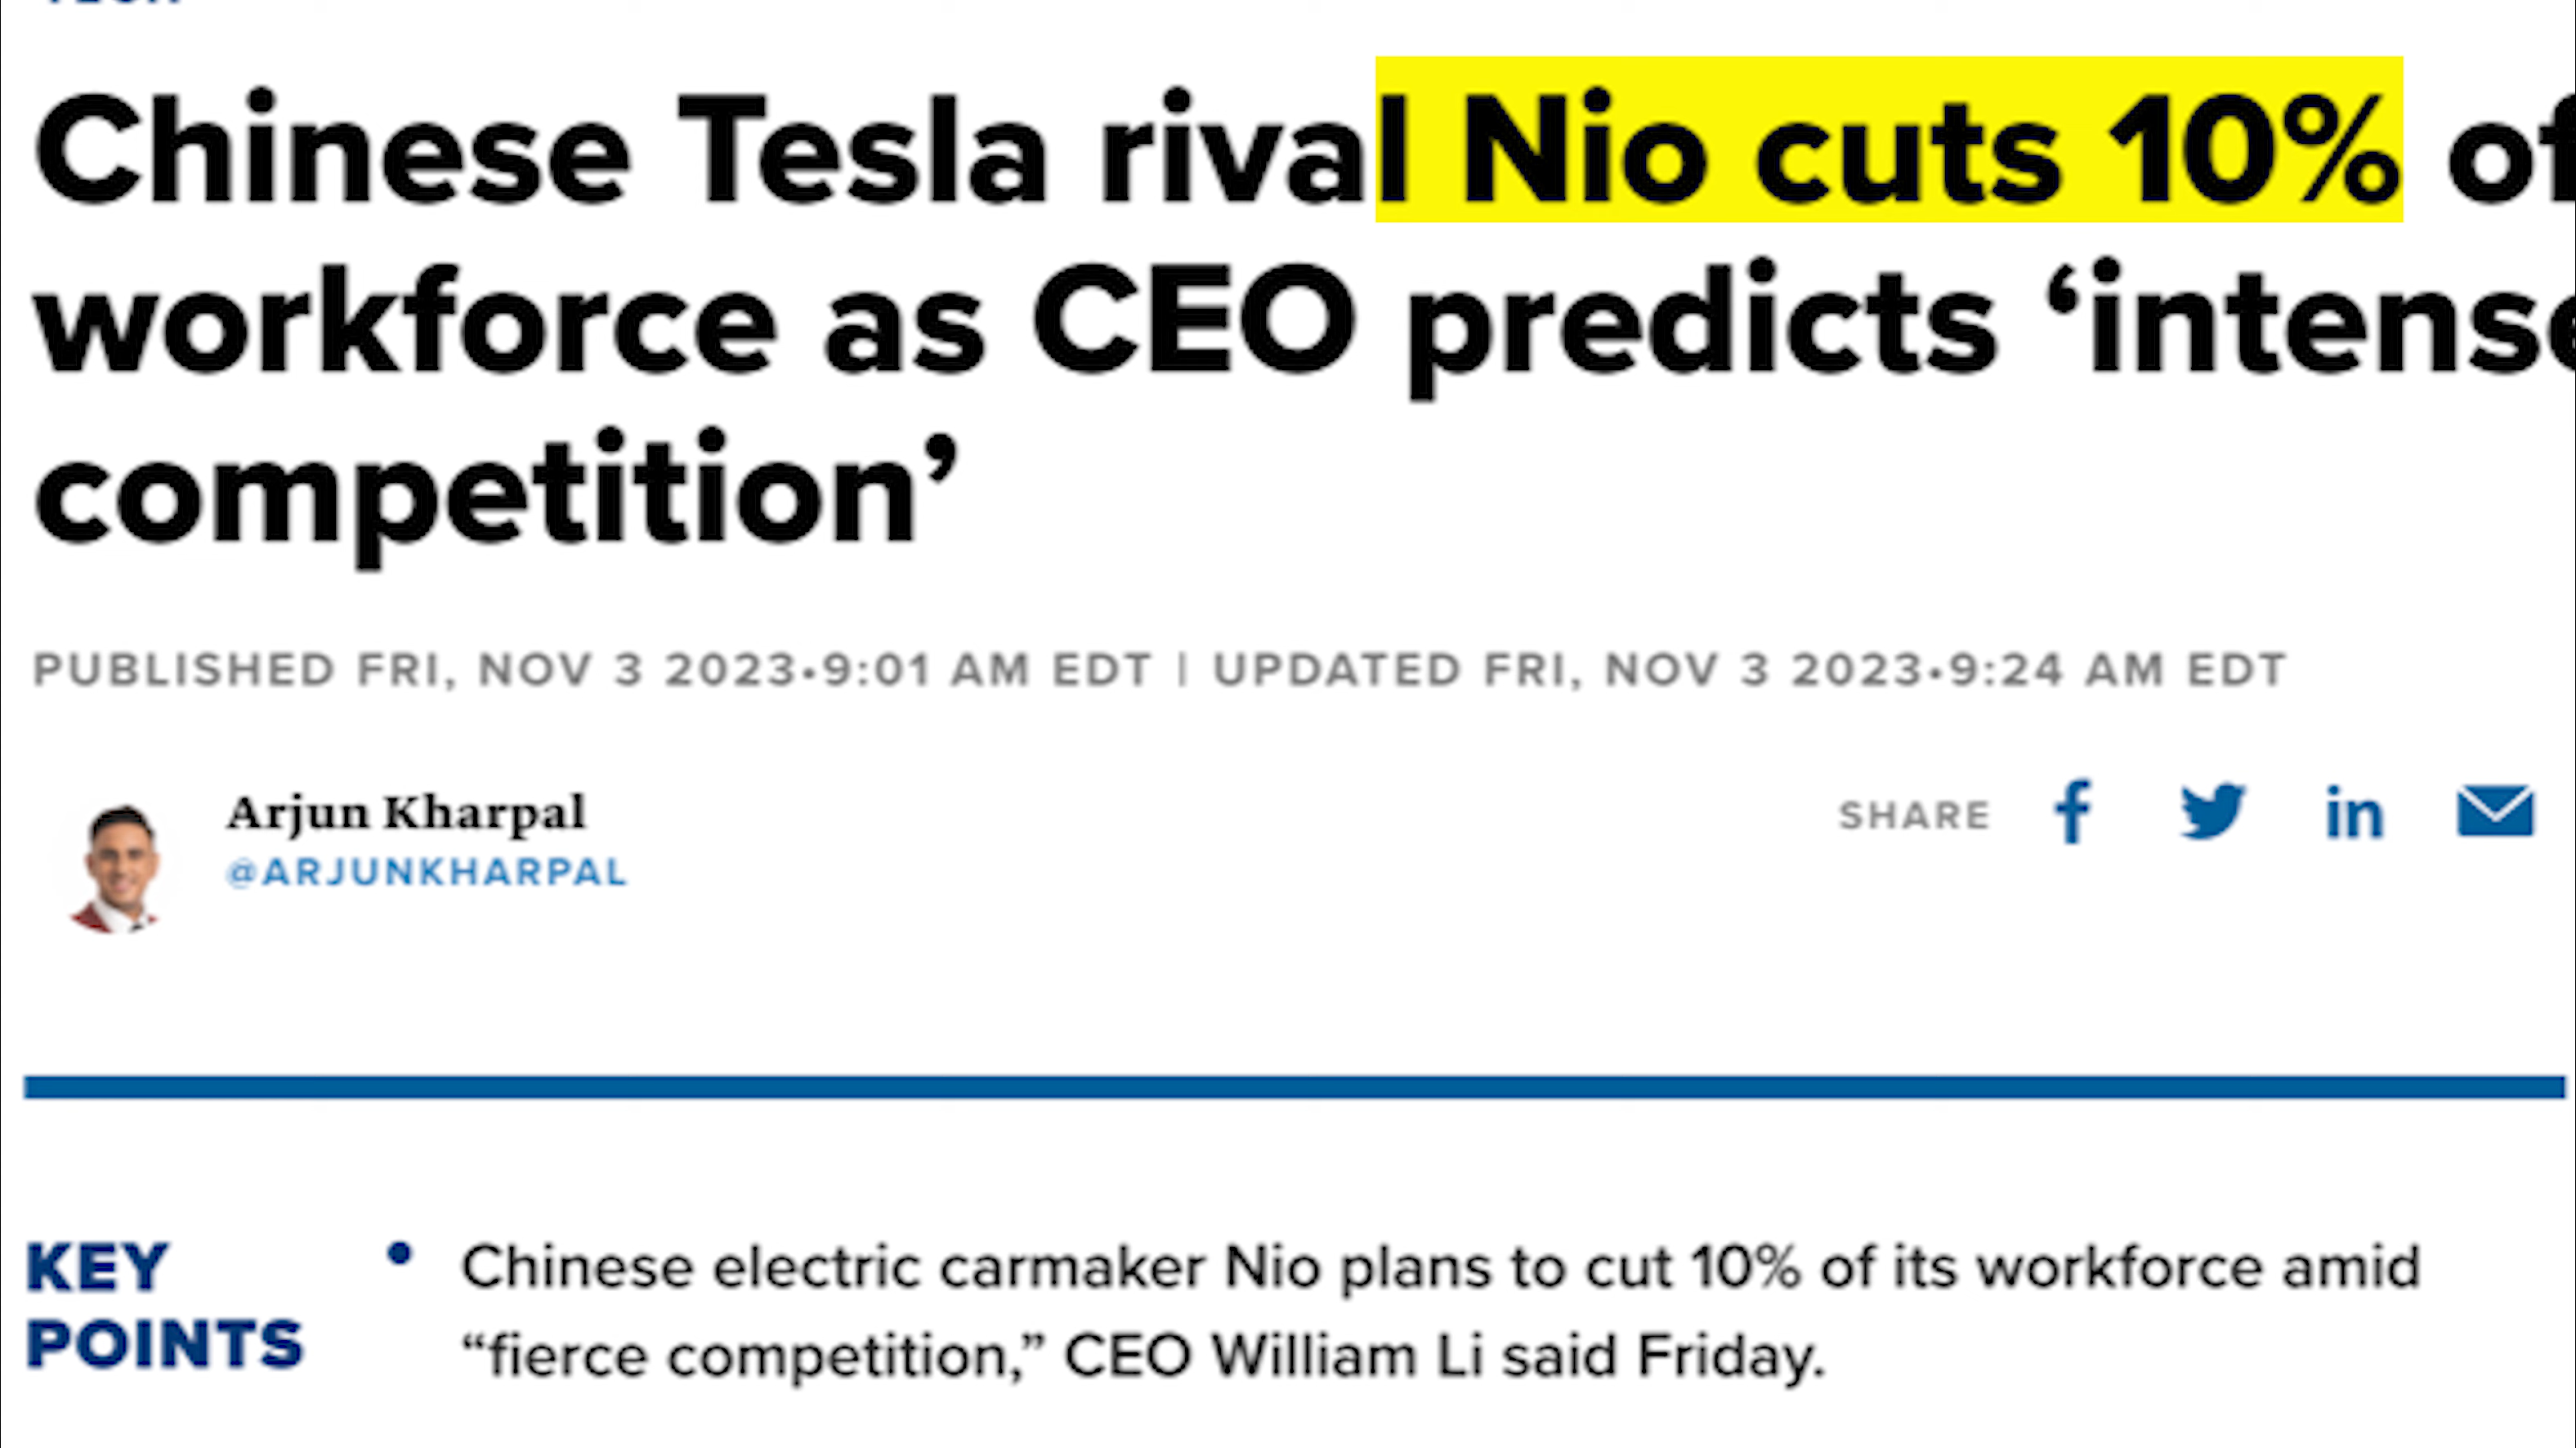 Chinese Tesla rival Nio cuts 10% of
workforce as CEO predicts ‘intense
competition’
PUBLISHED FRI, NOV 3 2023•9:01 AM EDT | UPDATED FRI, NOV 3 2023•9:24 AM EDT
Arjun Kharpal
@ARJUNKHARPAL
SHARE
KEY
POINTS
• Chinese electric carmaker Nio plans to cut 10% of its workforce amid
“fierce competition,” CEO William Li said Friday.